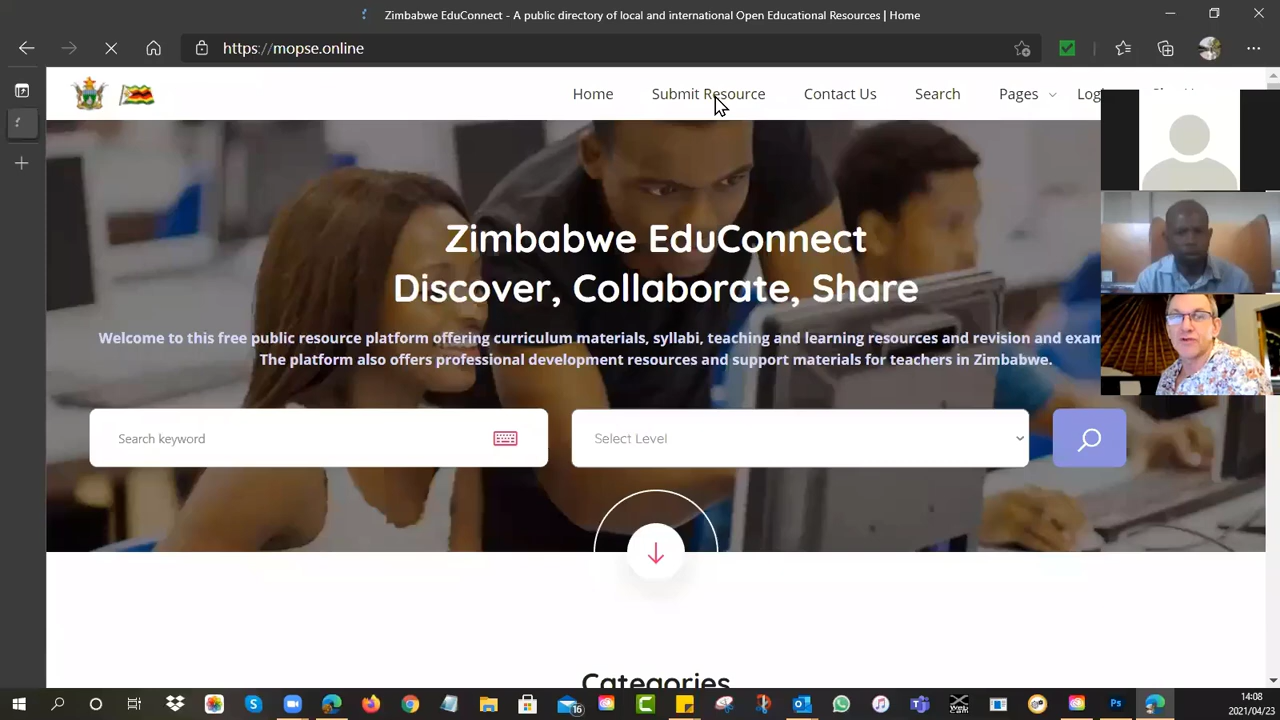 Zimbabwe EduConnect - A public directory of local and international Open Educational Resources | Home
https://mopse.online
Home Submit Resource Contact Us Search Pages
Zimbabwe EduConnect
Discover, Collaborate, Share
Welcome to this free public resource platform offering curriculum materials, syllabi, teaching and learning resources and revision and exam
The platform also offers professional development resources and support materials for teachers in Zimbabwe.
Search keyword
Select Level
Categories
16
Ps
14:08
2021/04/23